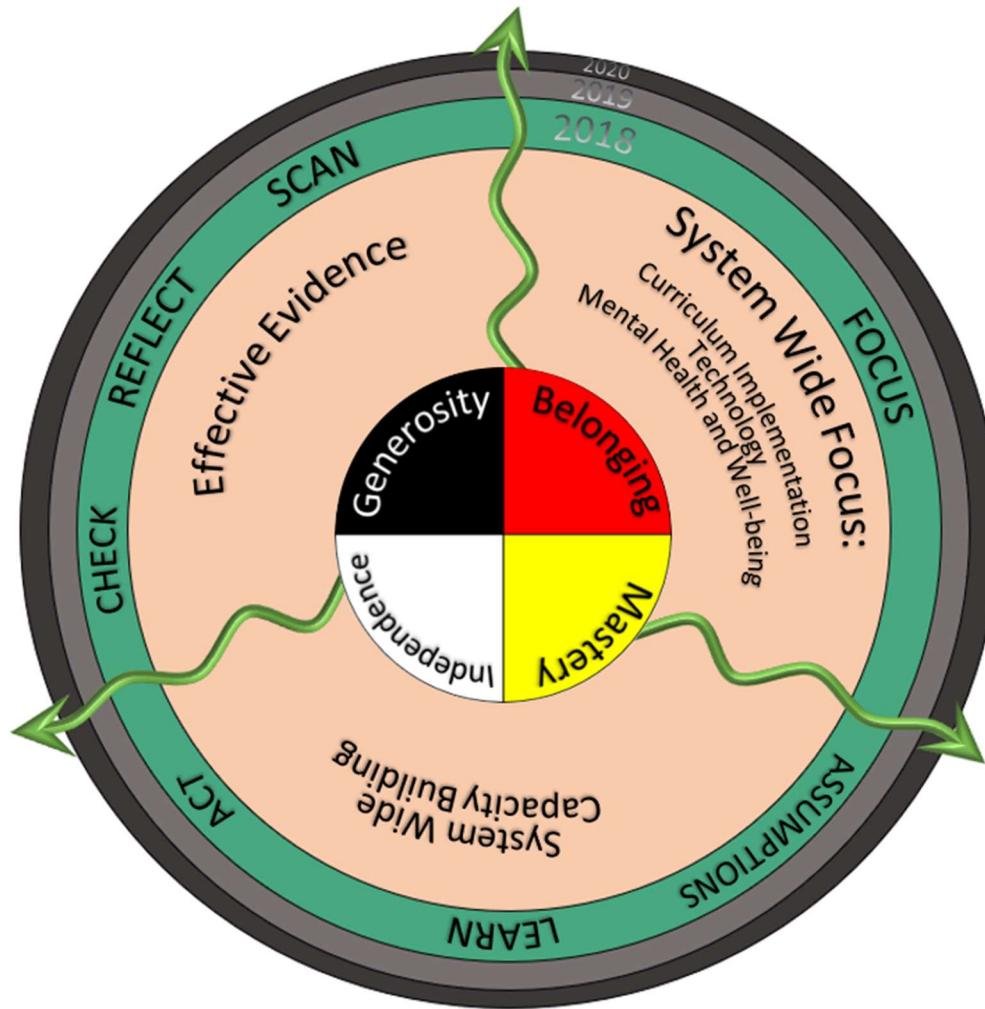 2020
2019
2018
SCAN
REFLECT
CHECK
FOCUS
ASSUMPTIONS
LEARN
ACT
Effective Evidence
System Wide Focus:
Curriculum Implementation
Technology
Mental Health and Well-being
System Wide
Capacity Building
Generosity
Belonging
Mastery
Independence